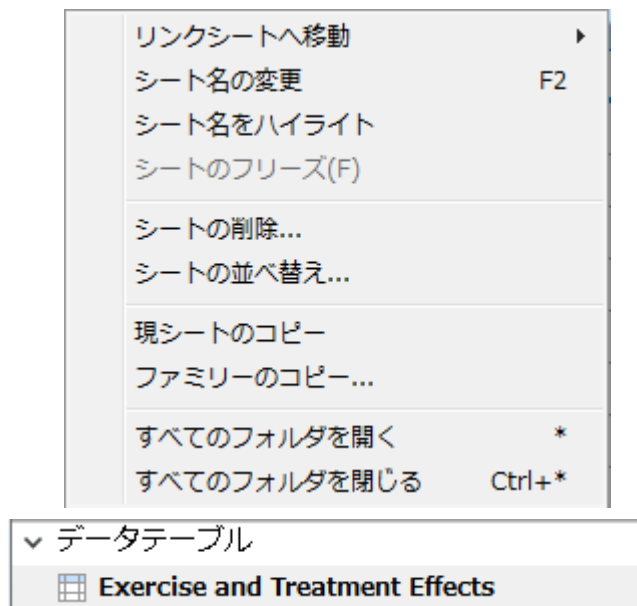 リンクシートへ移動
シート名の変更 F2
シート名をハイライト
シートのフリーズ(F)
シートの削除...
シートの並べ替え...
現シートのコピー
ファミリーのコピー...
すべてのフォルダを開く *
すべてのフォルダを閉じる Ctrl+*
データテーブル
Exercise and Treatment Effects